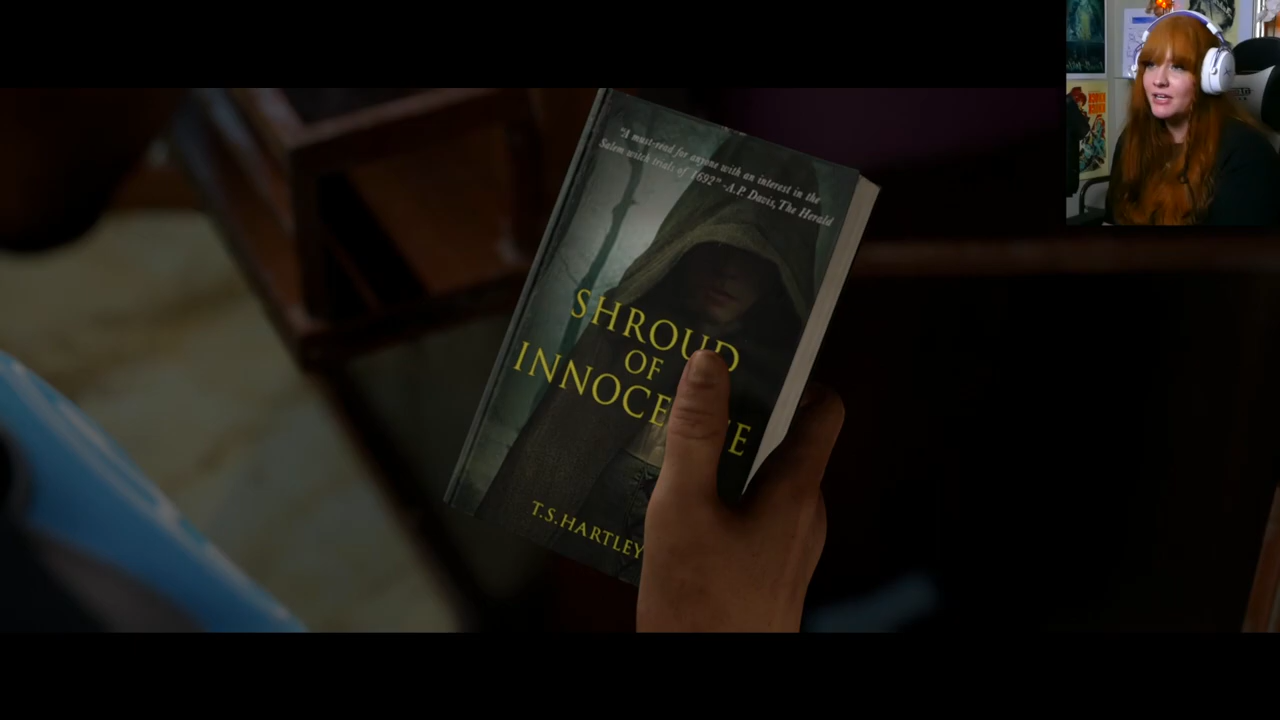 "A must-read for anyone with an interest in the
Salem witch trials of 1692" -A.P. Davis, The Herald
SHROUD
OF
INNOCE E
T.S.HARTLEY